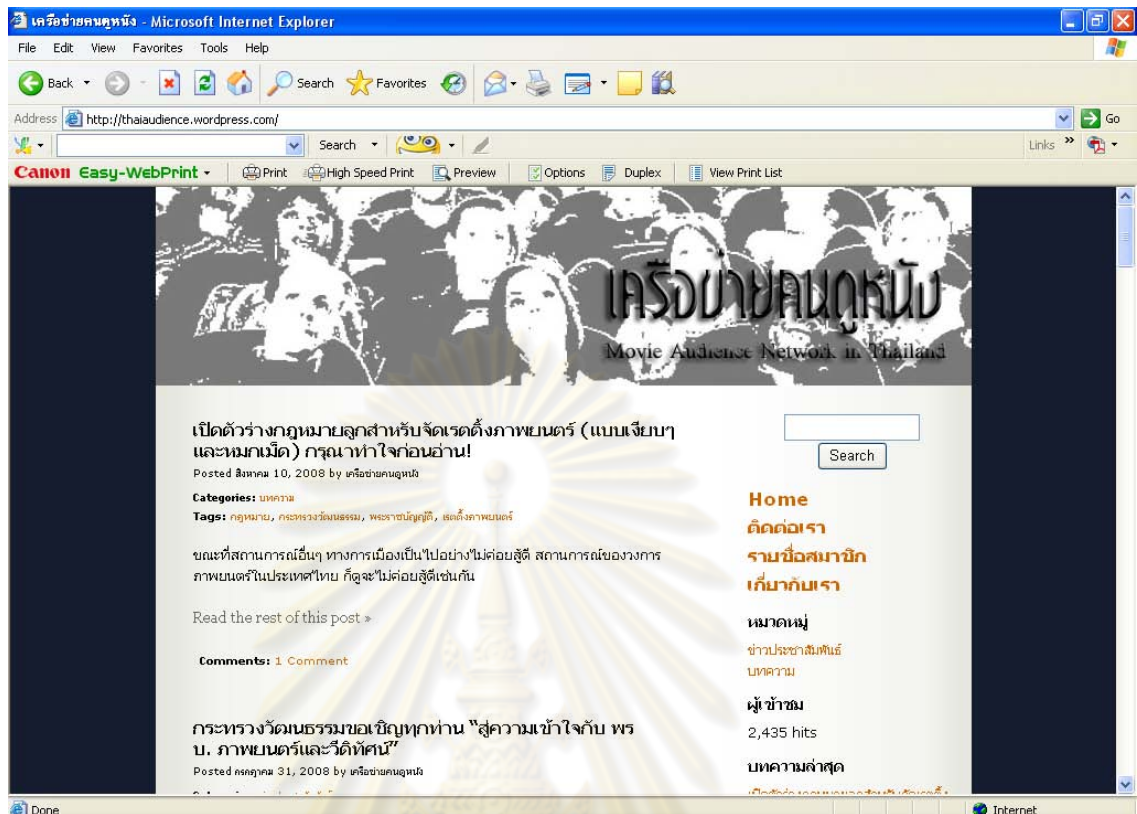 เครือข่ายคนดูหนัง - Microsoft Internet Explorer
File Edit View Favorites Tools Help
Back Search Favorites
Address http://thaiaudience.wordpress.com/ Go
Search Links »
Canon Easy-WebPrint Print High Speed Print Preview Options Duplex View Print List
เครือข่ายคนดูหนัง
Movie Audience Network in Thailand
เปิดตัวร่างกฎหมายลูกสำหรับจัดเรตติ้งภาพยนตร์ (แบบเงียบๆ
และหมกเม็ด) กรุณาทำใจก่อนอ่าน!
Posted สิงหาคม 10, 2008 by เครือข่ายคนดูหนัง
Categories: บทความ
Tags: กฎหมาย, กระทรวงวัฒนธรรม, พระราชบัญญัติ, เรตติ้งภาพยนตร์
ขณะที่สถานการณ์อื่นๆ ทางการเมืองเป็นไปอย่างไม่ค่อยสู้ดี สถานการณ์ของวงการ
ภาพยนตร์ในประเทศไทย ก็ดูจะไม่ค่อยสู้ดีเช่นกัน
Read the rest of this post »
Comments: 1 Comment
กระทรวงวัฒนธรรมขอเชิญทุกท่าน “สู่ความเข้าใจกับ พร
บ. ภาพยนตร์และวีดิทัศน์”
Posted กรกฎาคม 31, 2008 by เครือข่ายคนดูหนัง
Search
Home
ติดต่อเรา
รายชื่อสมาชิก
เกี่ยวกับเรา
หมวดหมู่
ข่าวประชาสัมพันธ์
บทความ
ผู้เข้าชม
2,435 hits
บทความล่าสุด
Done Internet